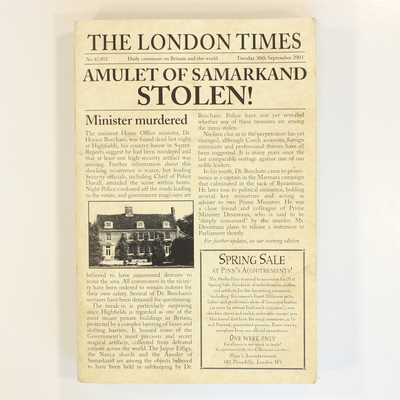 THE LONDON TIMES
No. 82,852 Daily comment on Britain and the world Tuesday 30th September 2003
AMULET OF SAMARKAND
STOLEN!
Minister murdered
The eminent Home Office minister, Dr.
Horace Beecham, was found dead last night
at Highfields, his country house in Surrey.
Reports suggest he had been murdered and
that at least one high-security artifact was
missing. Further information about this
shocking occurrence is scarce, but leading
Security officials, including Chief of Police
Duvall, attended the scene within hours.
Night Police cordoned off the roads leading
to the estate, and government magicians are
believed to have summoned demons to
scour the area. All commoners in the vicini-
ty have been ordered to remain indoors for
their own safety. Several of Dr. Beecham's
servants have been detained for questioning.
The break-in is particularly surprising
since Highfields is regarded as one of the
most secure private buildings in Britain,
protected by a complex layering of hexes and
shifting barriers. It housed some of the
Government's most precious and secret
magical artifacts, collected from defeated
nations across the world. The Jaipur Effigy,
the Nazca shards and the Amulet of
Samarkand are among the objects believed
to have been held in safekeeping by Dr.
Beecham. Police have not yet revealed
whether any of these treasures are among
the items stolen.
No firm clue as to the perpetrators has yet
emerged, although Czech assassins, foreign
extremists and professional thieves have all
been suggested. It is many years since the
last comparable outrage against one of our
noble leaders.
In his youth, Dr. Beecham came to promi-
nence as a captain in the Marmara campaign
that culminated in the sack of Byzantium.
He later rose to political eminence, holding
several key ministries and acting as
adviser to two Prime Ministers. He was
a close friend and colleague of Prime
Minister Devereaux, who is said to be
"deeply concerned" by the murder. Mr.
Devereaux plans to release a statement to
Parliament shortly.
For further updates, see our evening edition.
SPRING SALE
AT PINN'S ACCOUTREMENTS!
ONE WEEK ONLY
Pinn's Accoutrements